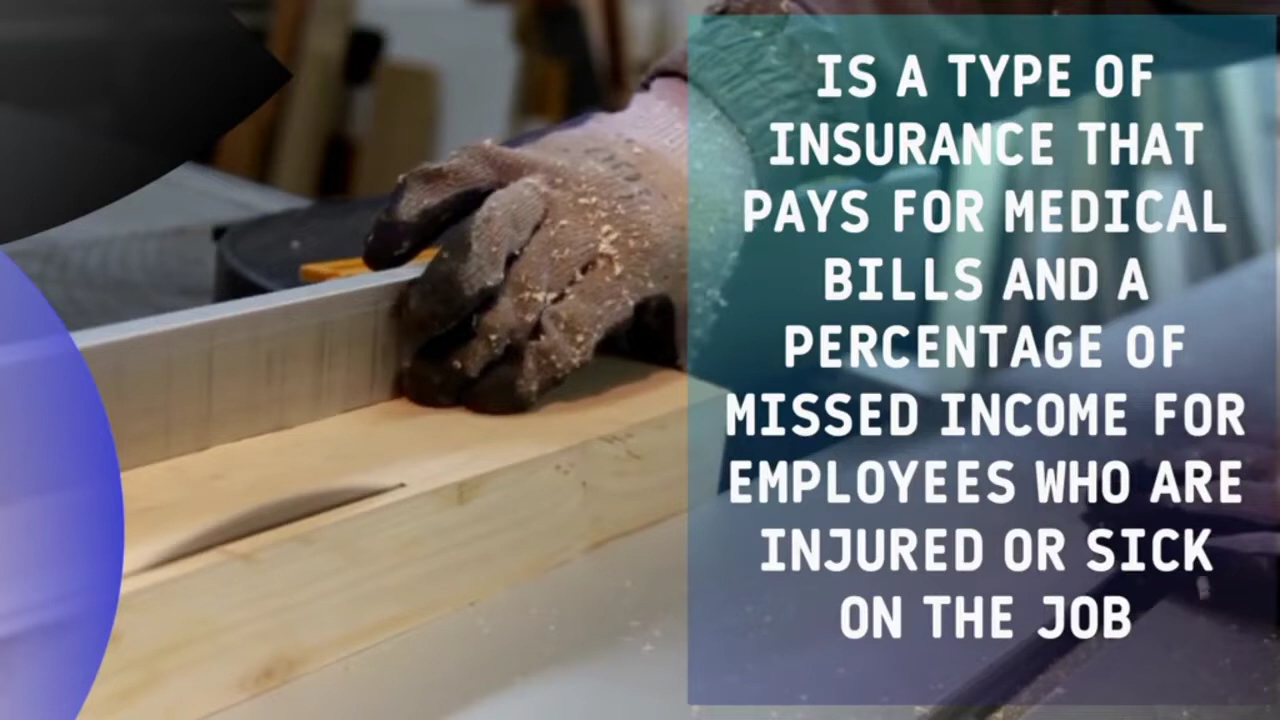 IS A TYPE OF
INSURANCE THAT
PAYS FOR MEDICAL
BILLS AND A
PERCENTAGE OF
MISSED INCOME FOR
EMPLOYEES WHO ARE
INJURED OR SICK
ON THE JOB